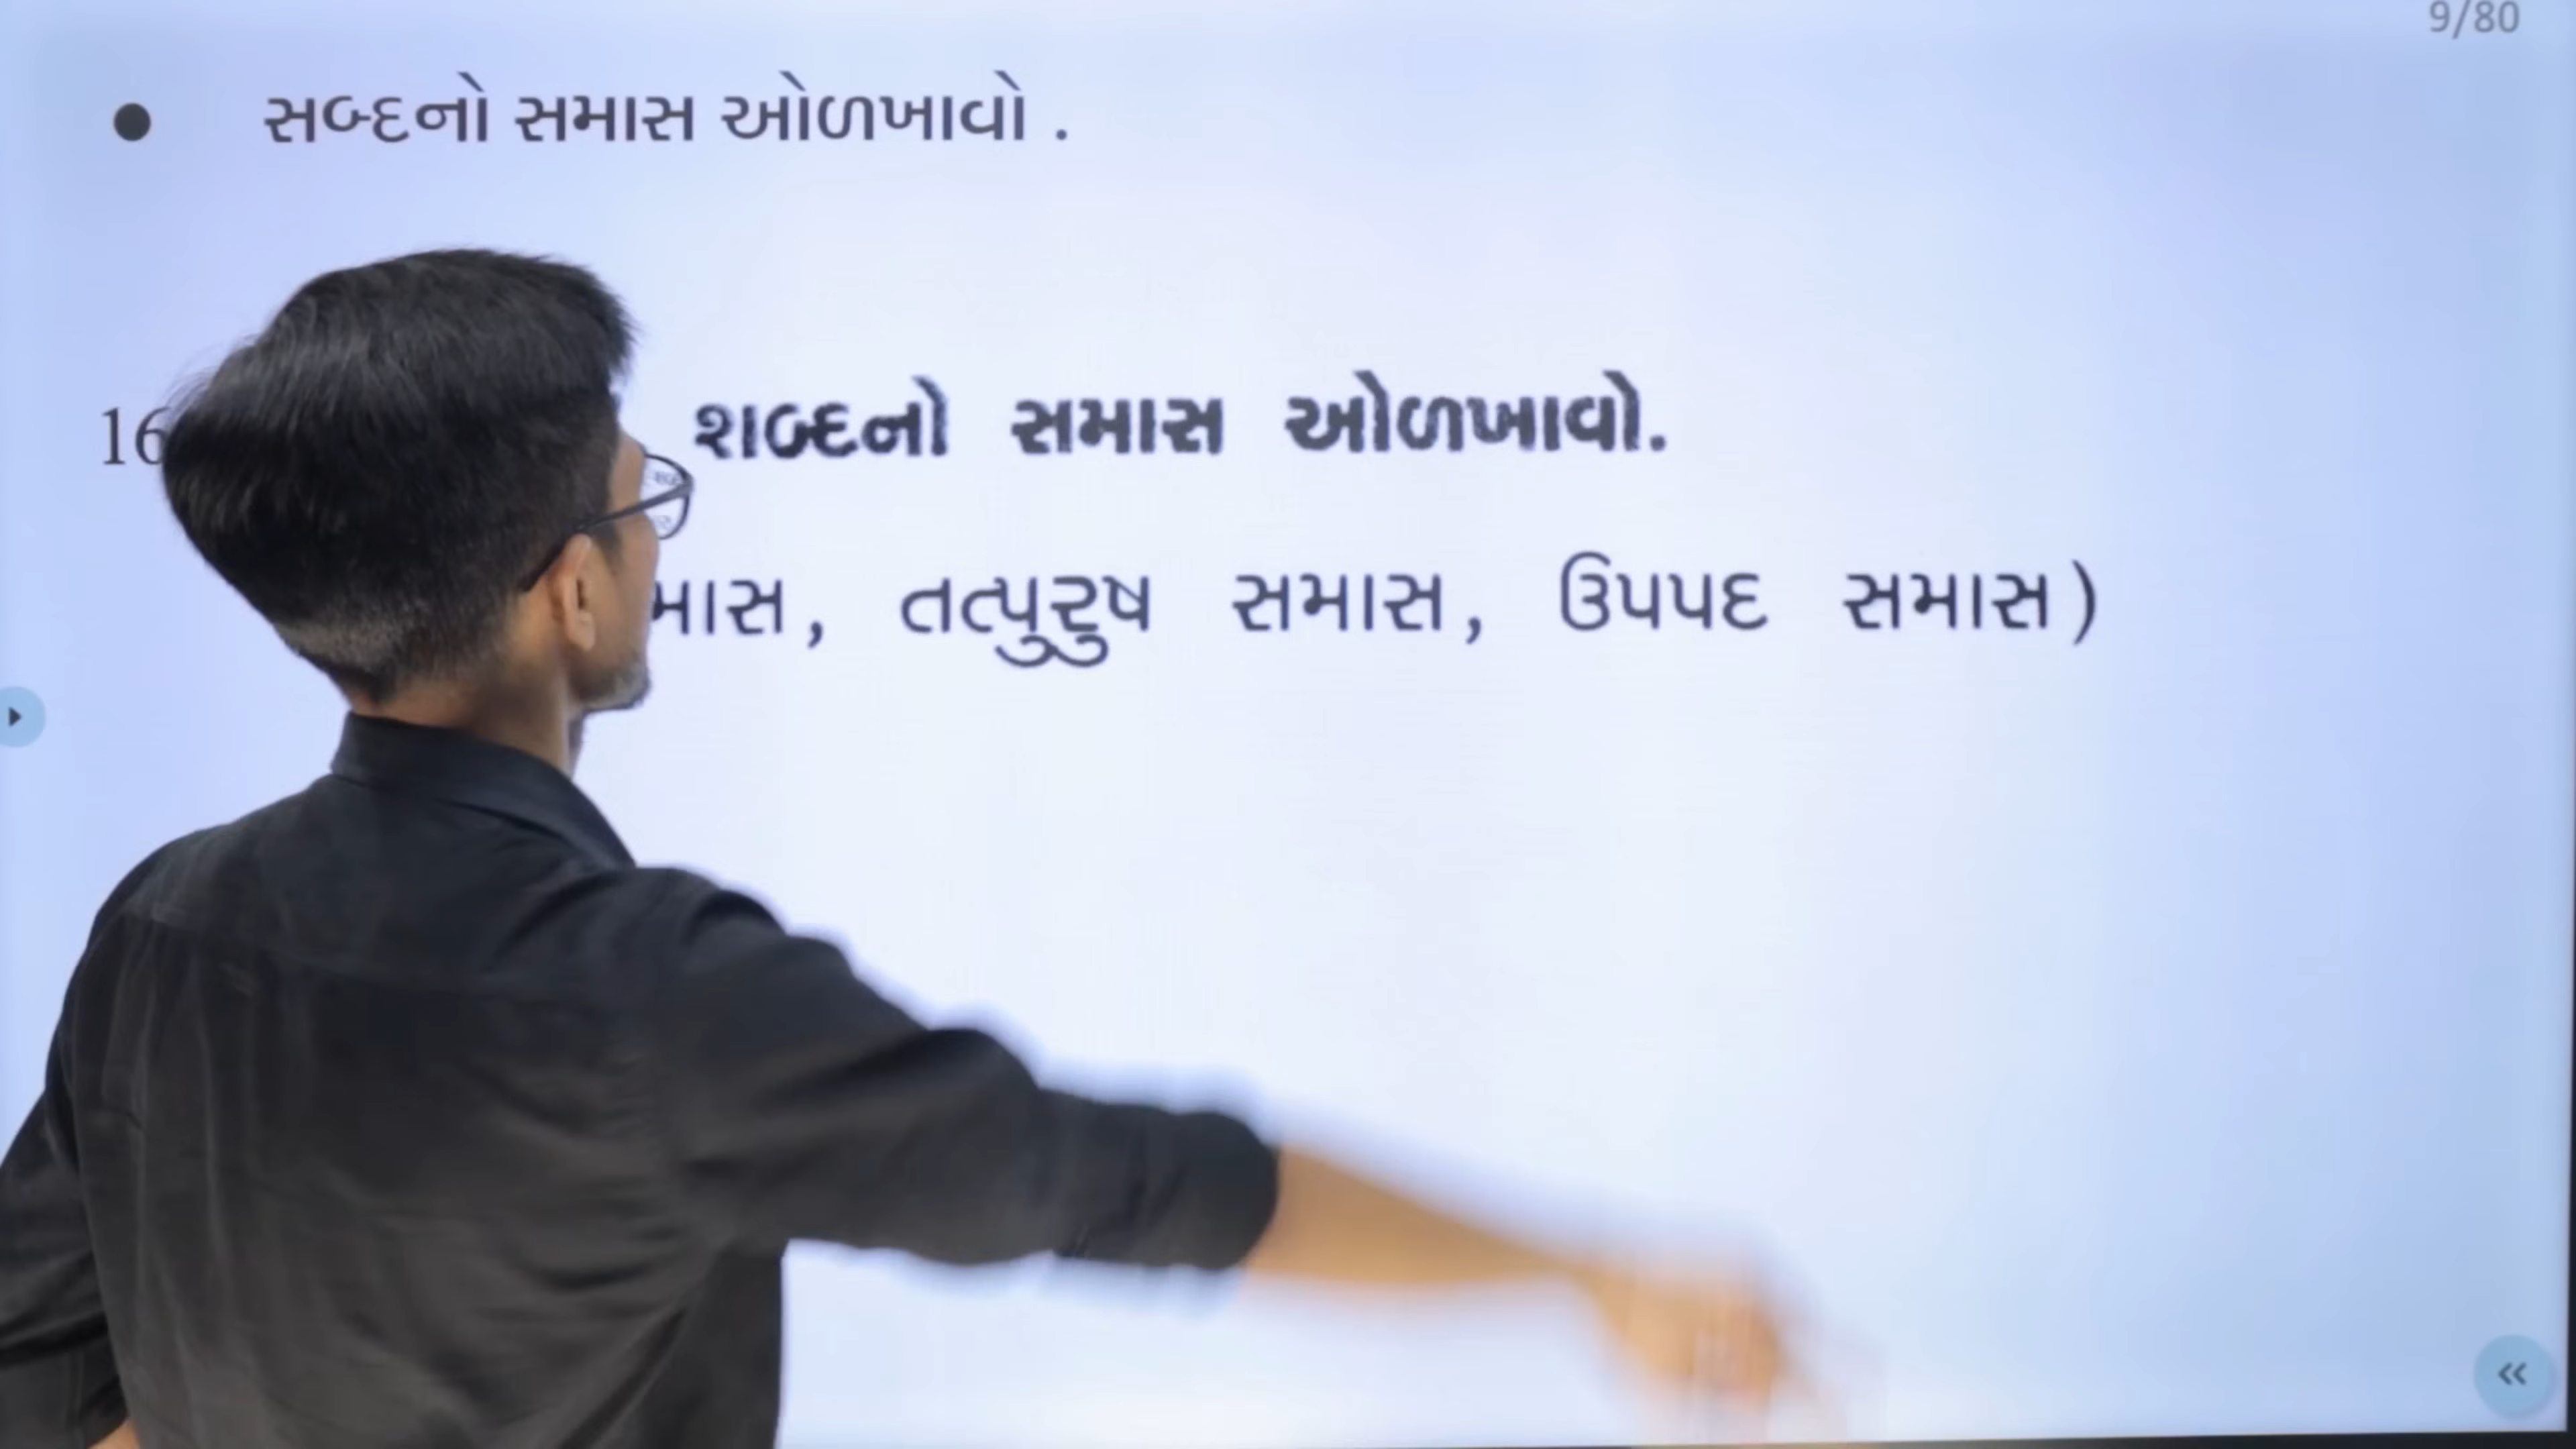 9/80
● સબ્દનો સમાસ ઓળખાવો .
16 શબ્દનો સમાસ ઓળખાવો.
માસ, તત્પુરુષ સમાસ, ઉપપદ સમાસ)